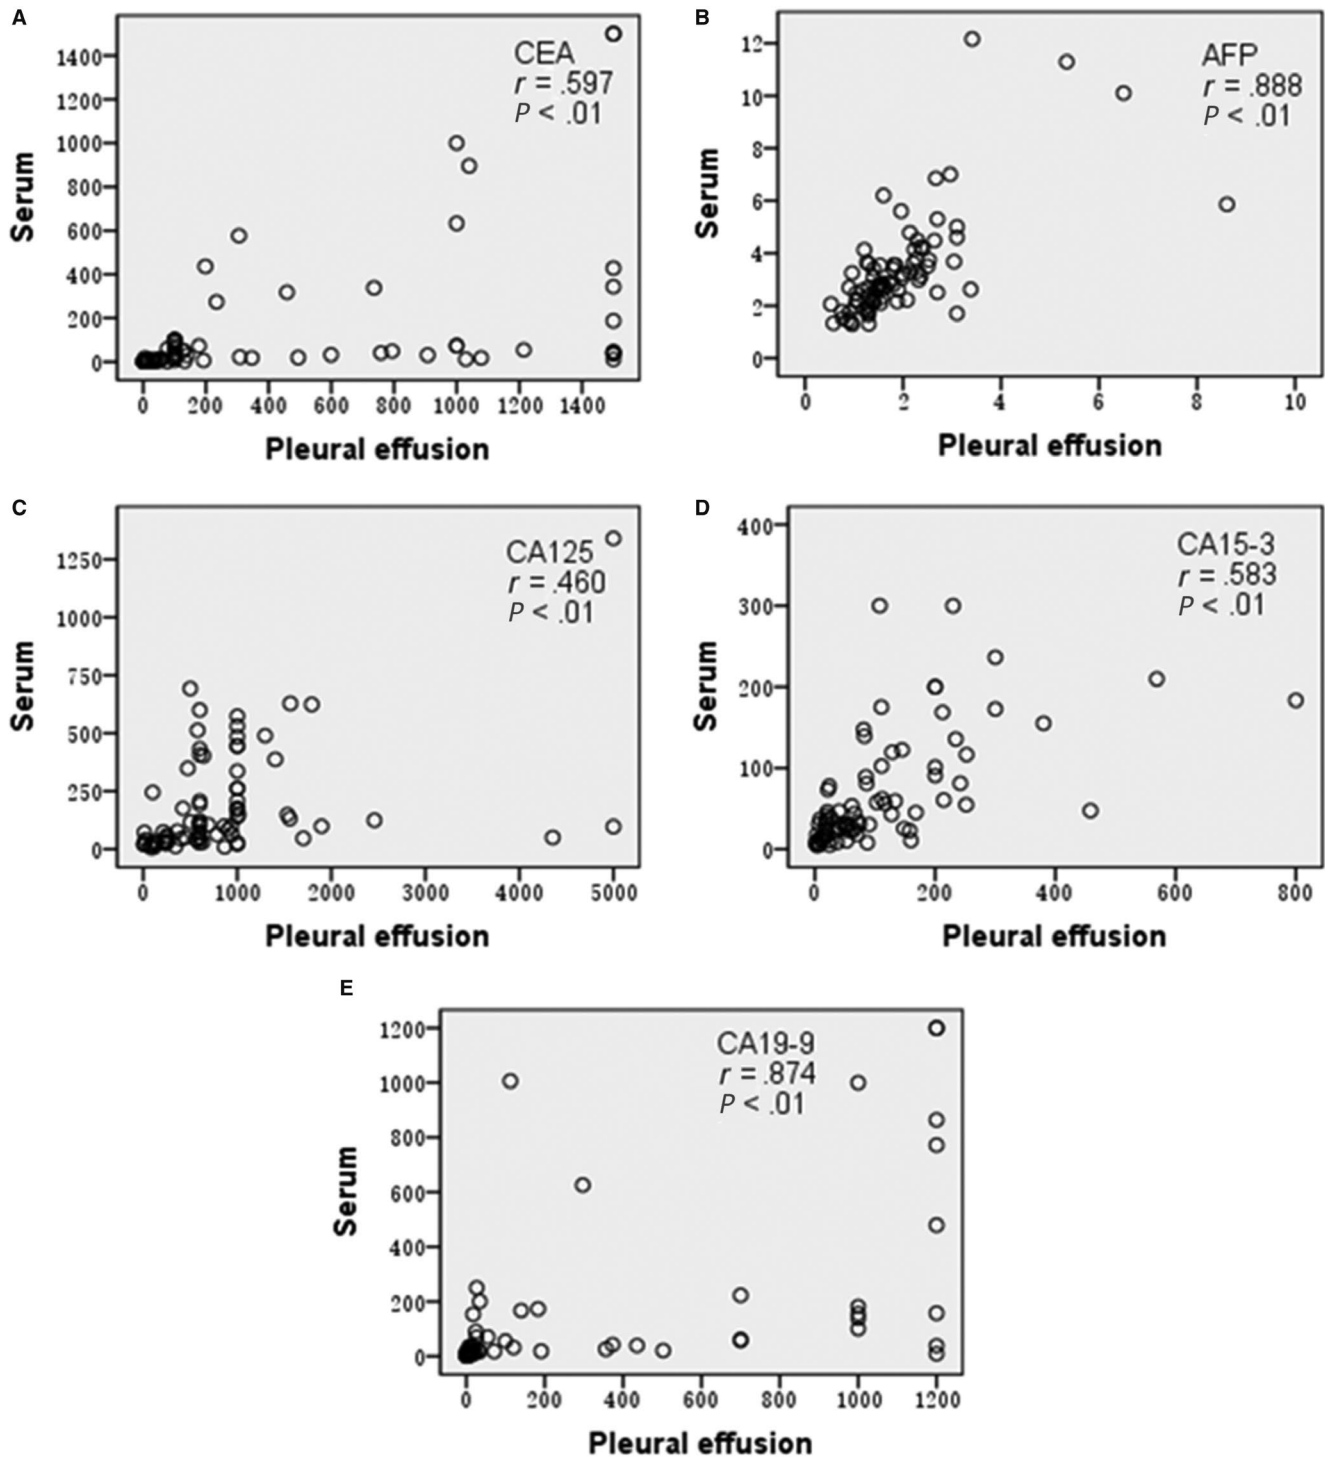 A
CEA
r = .597
P < .01
1400
1200
1000
800
600
400
200
0
Serum
0 200 400 600 800 1000 1200 1400
Pleural effusion
B
AFP
r = .888
P < .01
12
10
8
6
4
2
0
Serum
0 2 4 6 8 10
Pleural effusion
C
CA125
r = .460
P < .01
1250
1000
750
500
250
0
Serum
0 1000 2000 3000 4000 5000
Pleural effusion
D
CA15-3
r = .583
P < .01
400
300
200
100
0
Serum
0 200 400 600 800
Pleural effusion
E
CA19-9
r = .874
P < .01
1200
1000
800
600
400
200
0
Serum
0 200 400 600 800 1000 1200
Pleural effusion